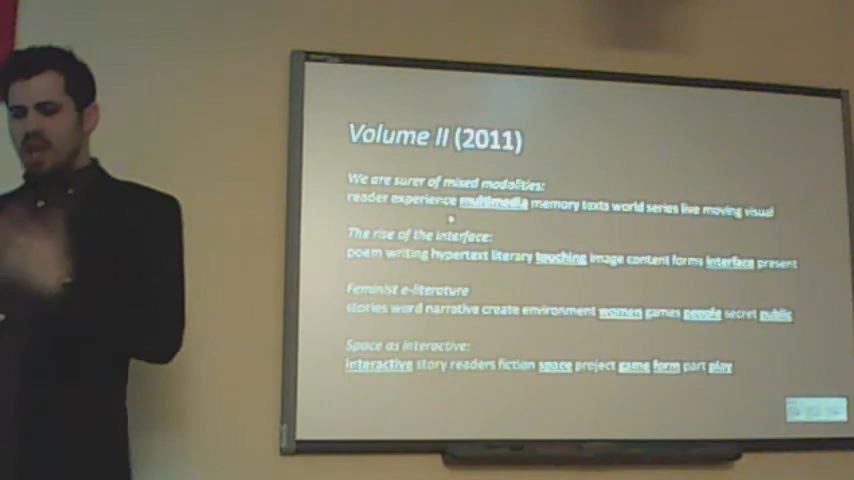 Volume II (2011)
We are surer of mixed modalities:
reader experience multimedia memory texts world series live moving visual
The rise of the interface:
poem writing hypertext literary touching image content forms interface present
Feminist e-literature
stories word narrative create environment women games people secret public
Space as interactive:
interactive story readers fiction space project game form part play